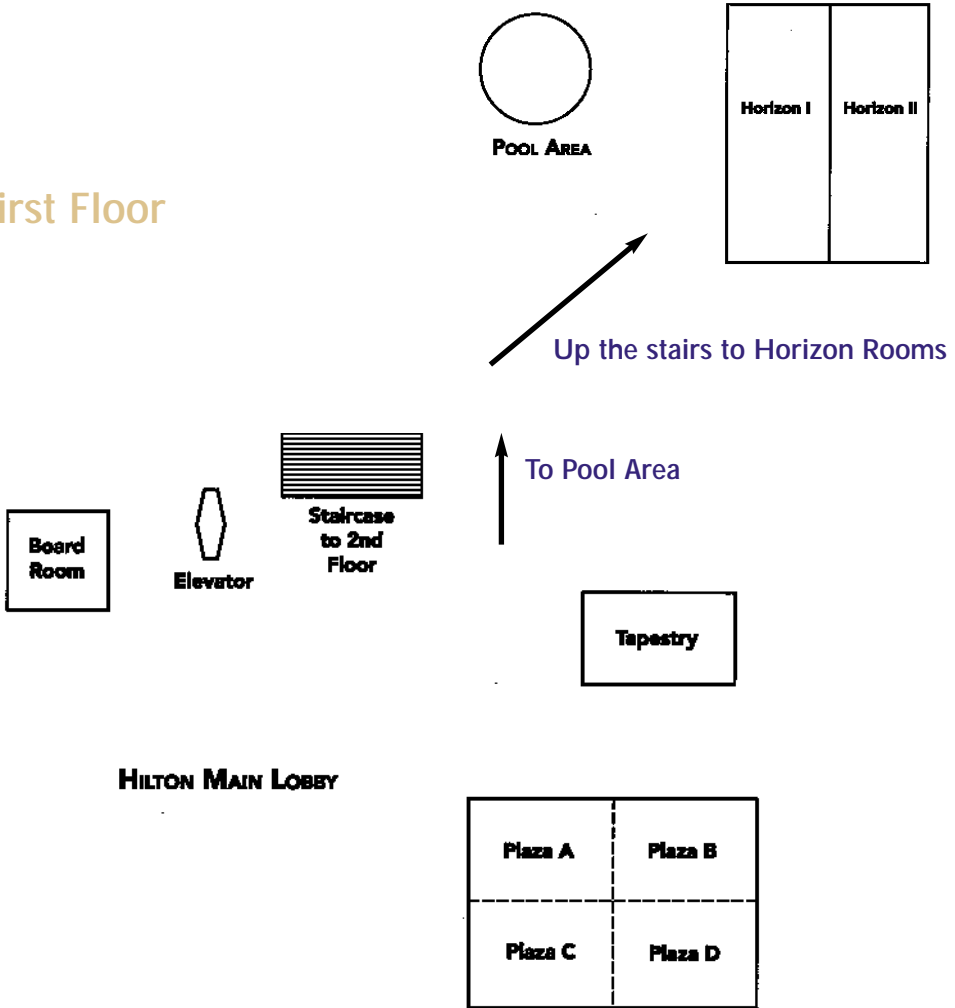 POOL AREA
Horizon I
Horizon II
irst Floor
Up the stairs to Horizon Rooms
To Pool Area
Staircase
to 2nd
Floor
Board
Room
Elevator
Tapestry
HILTON MAIN LOBBY
Plaza A
Plaza B
Plaza C
Plaza D